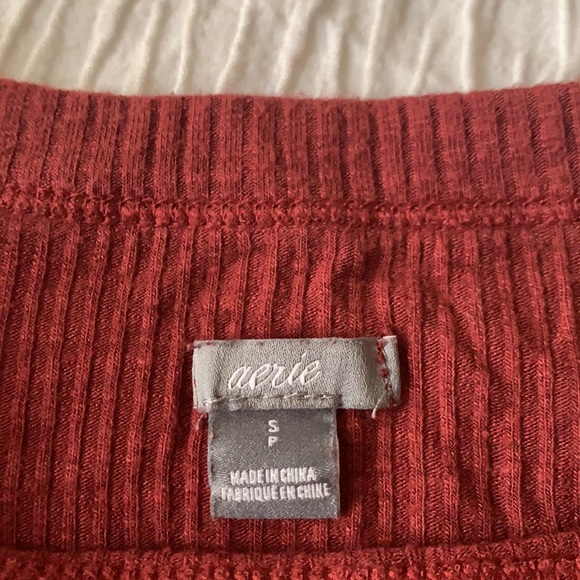 aerie
S
P
MADE IN CHINA
FABRIQUÉ EN CHINE